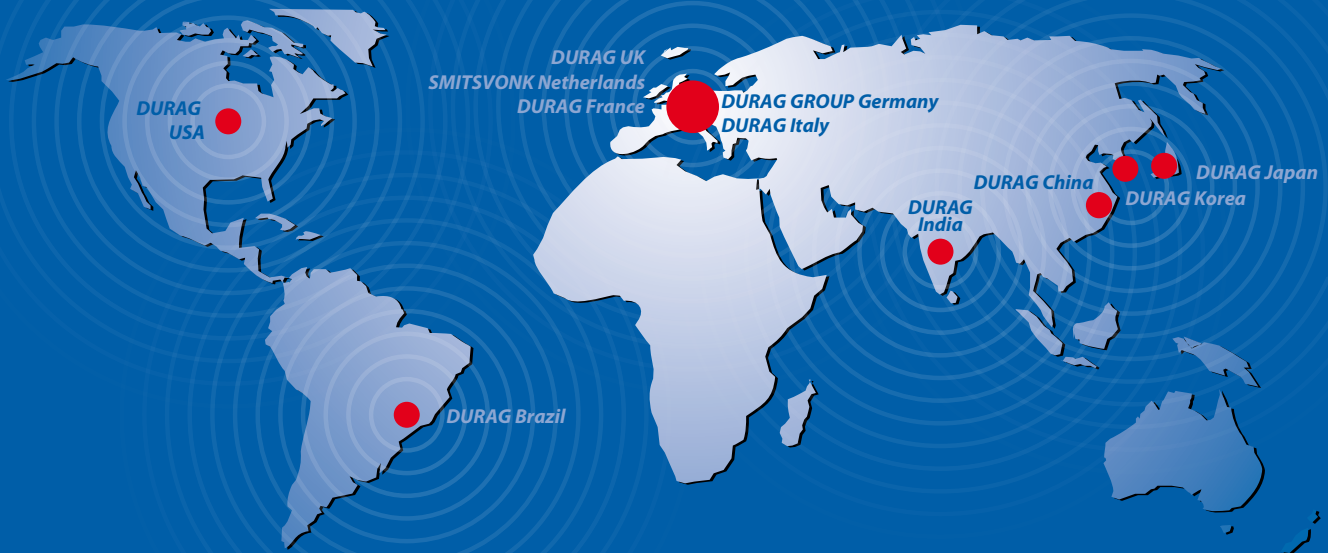 DURAG UK
SMITSVONK Netherlands
DURAG France
DURAG GROUP Germany
DURAG Italy
DURAG
USA
DURAG Japan
DURAG China
DURAG Korea
DURAG
India
DURAG Brazil